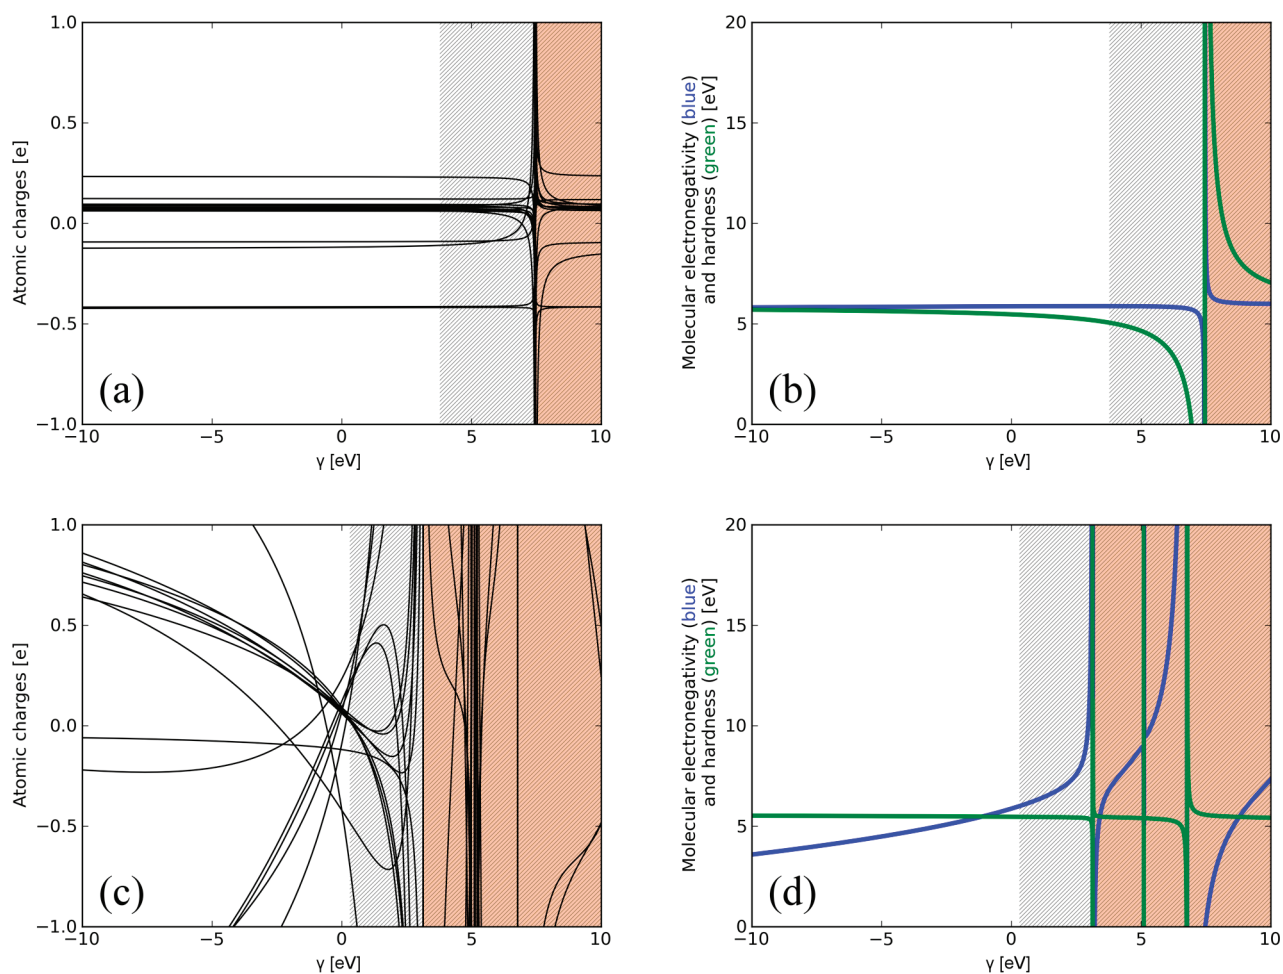 1.0
0.5
0.0
−0.5
−1.0
Atomic charges [e]
(a)
−10 −5 0 5 10
γ [eV]
20
15
10
5
0
Molecular electronegativity (blue)
and hardness (green) [eV]
(b)
−10 −5 0 5 10
γ [eV]
1.0
0.5
0.0
−0.5
−1.0
Atomic charges [e]
(c)
−10 −5 0 5 10
γ [eV]
20
15
10
5
0
Molecular electronegativity (blue)
and hardness (green) [eV]
(d)
−10 −5 0 5 10
γ [eV]